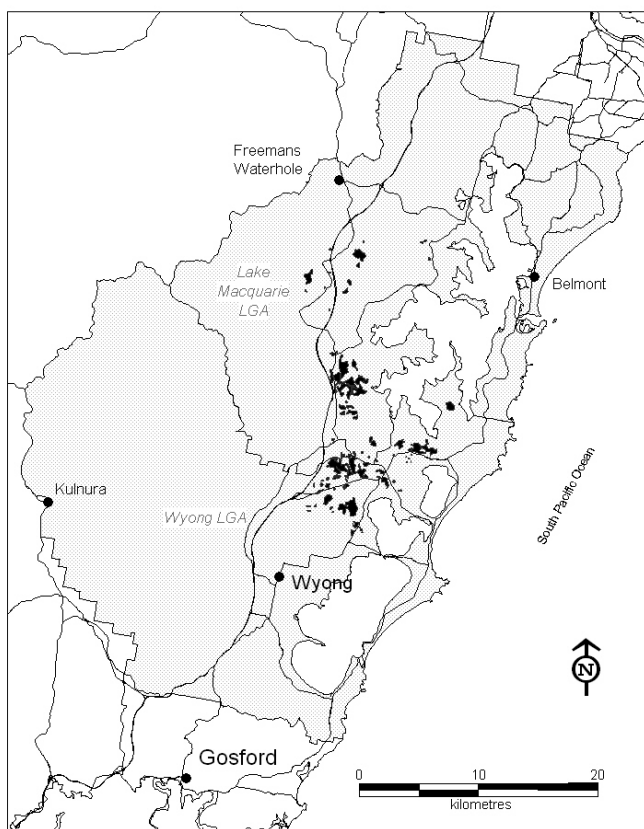 Freemans
Waterhole
Lake
Macquarie
LGA
Belmont
Kulnura
Wyong LGA
South Pacific Ocean
Wyong
N
Gosford
0 10 20
kilometres